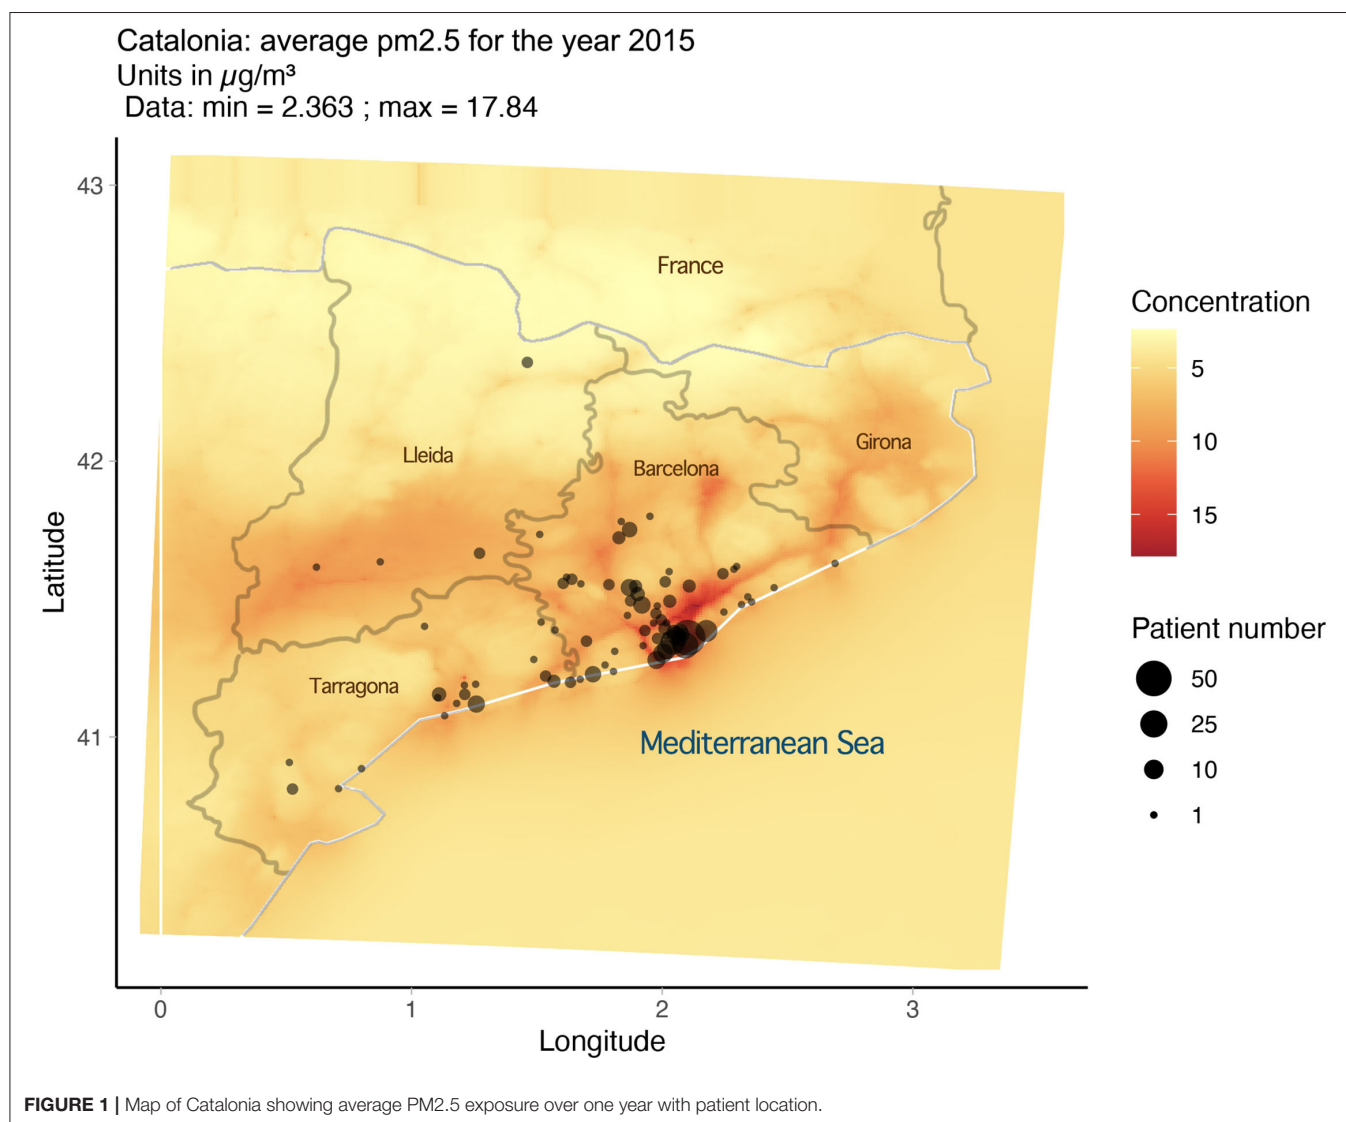 Catalonia: average pm2.5 for the year 2015
Units in µg/m³
Data: min = 2.363 ; max = 17.84
43
42
41
Latitude
0
1
2
3
Longitude
France
Lleida
Barcelona
Girona
Tarragona
Mediterranean Sea
Concentration
5
10
15
Patient number
50
25
10
1
FIGURE 1 | Map of Catalonia showing average PM2.5 exposure over one year with patient location.